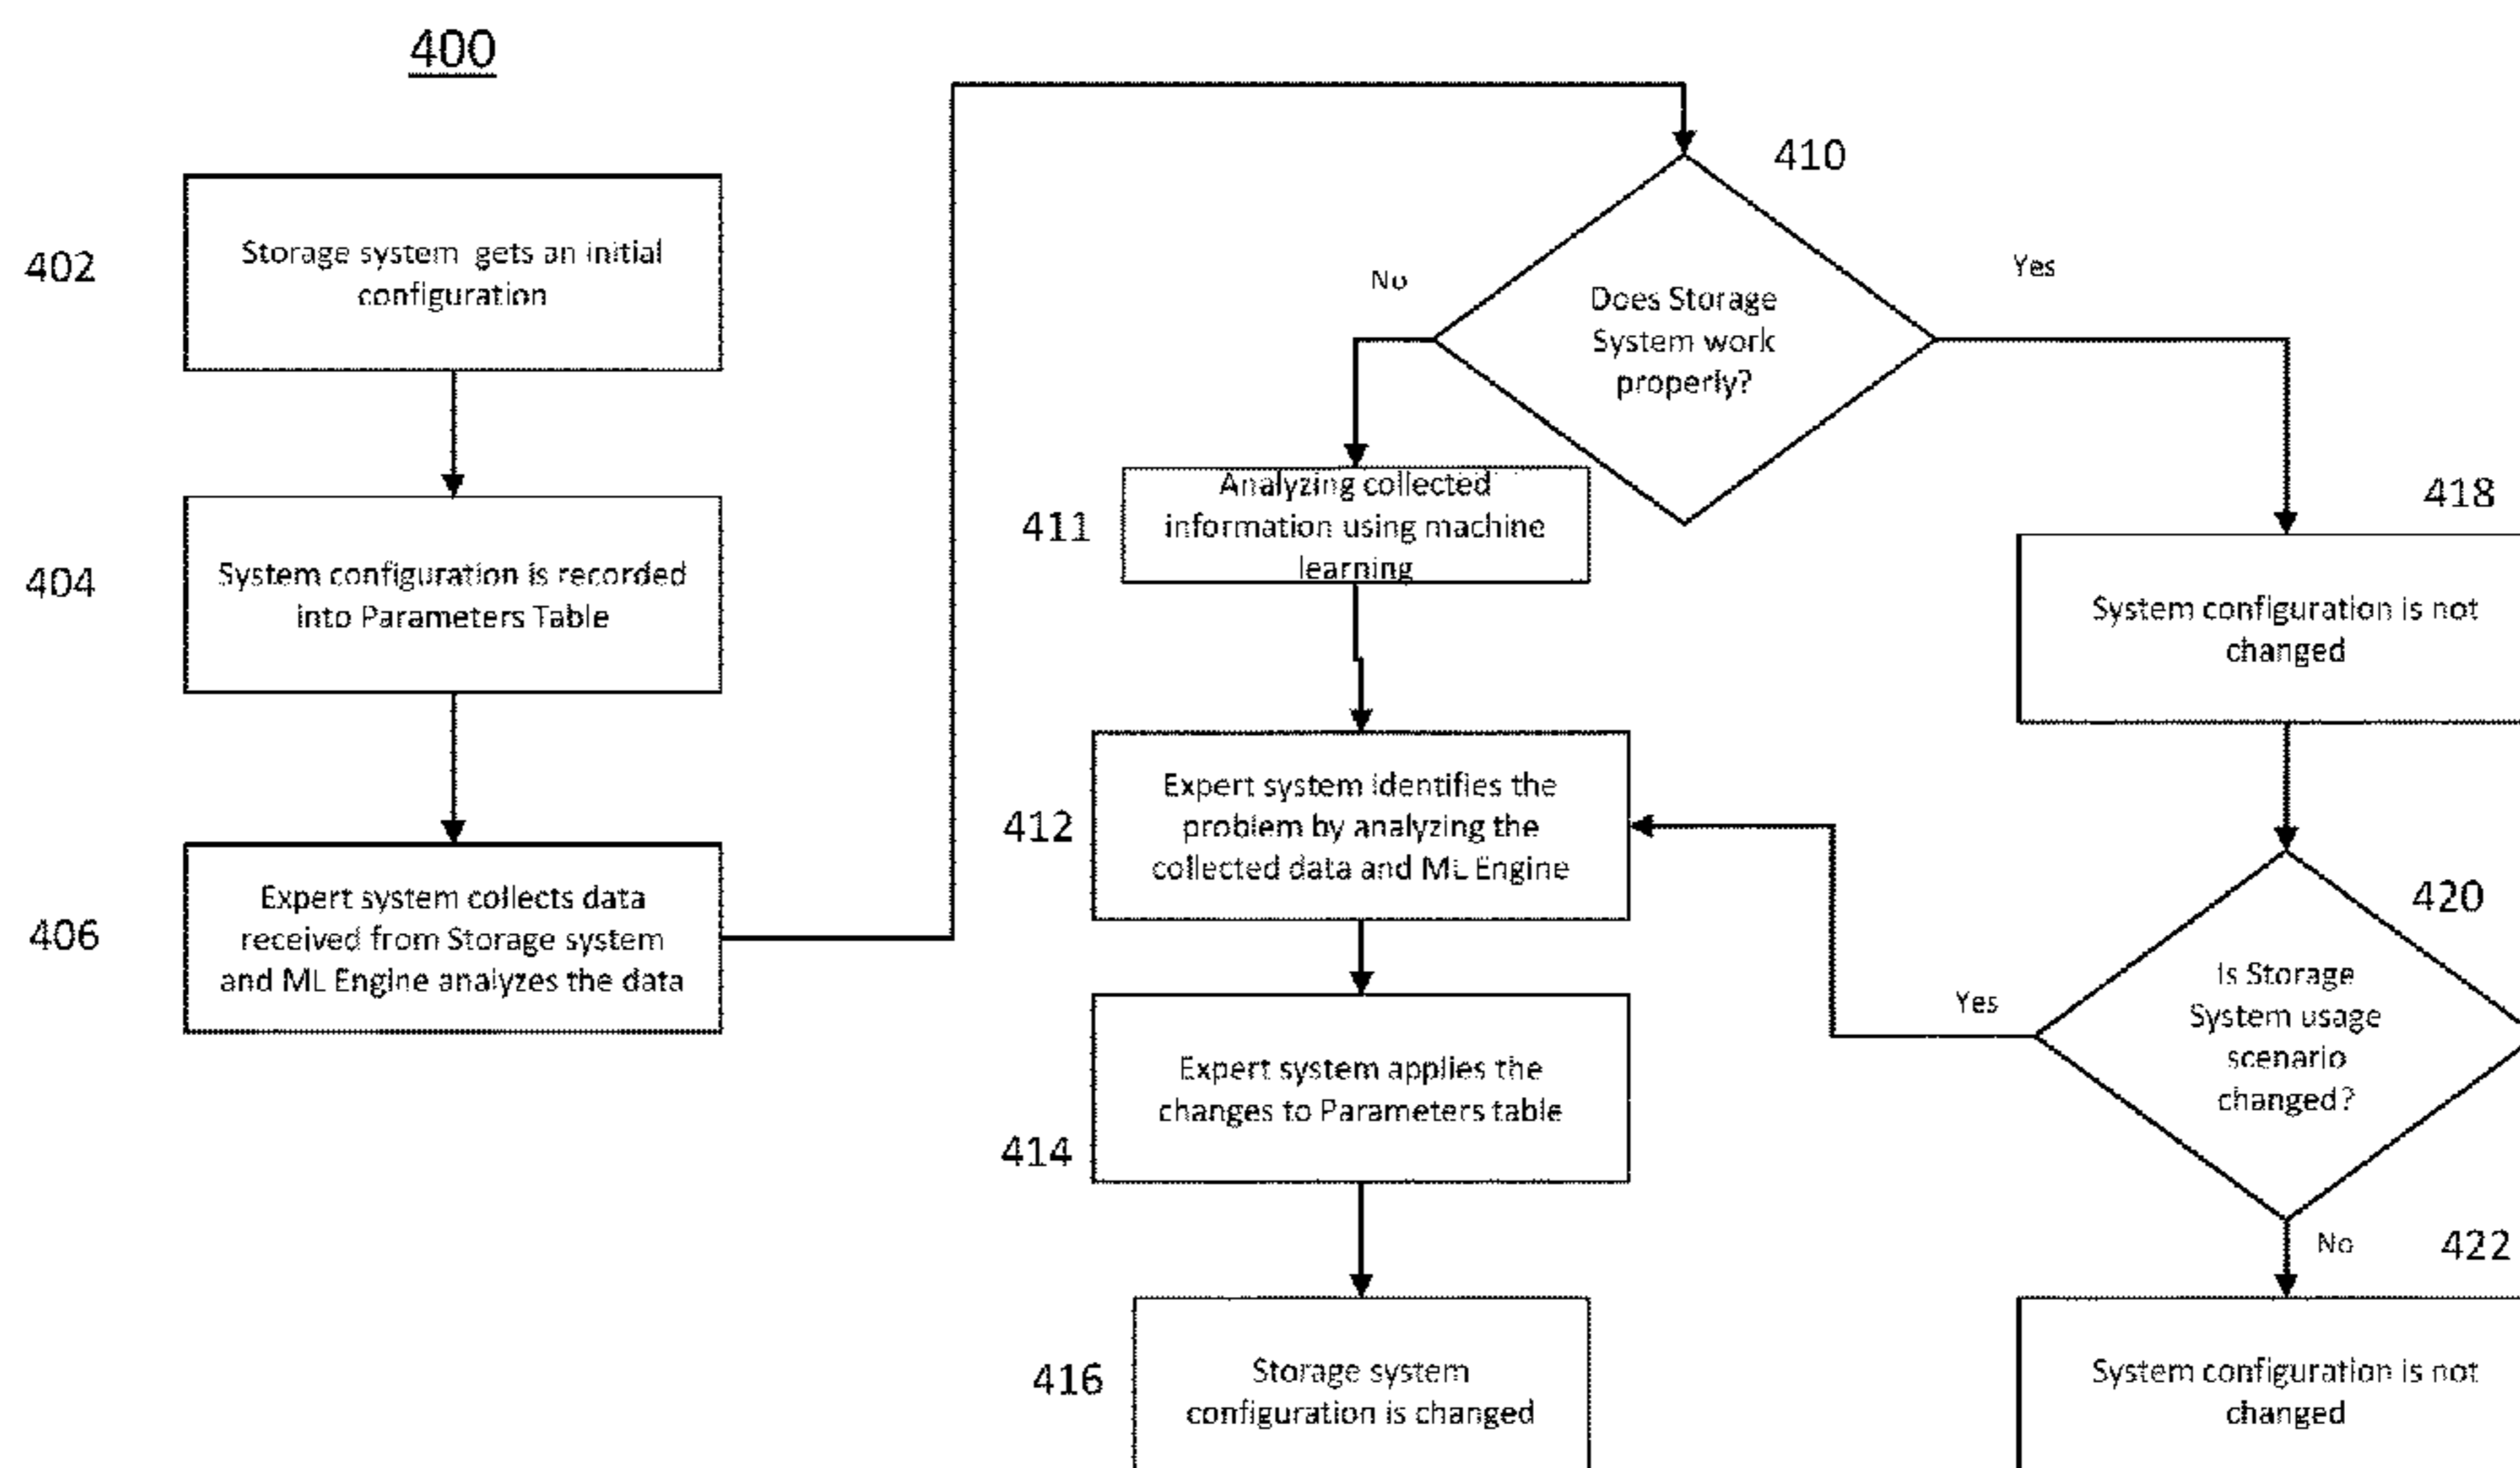 400
402
Storage system gets an initial
configuration
404
System configuration is recorded
into Parameters Table
406
Expert system collects data
received from Storage system
and ML Engine analyzes the data
410
Does Storage
System work
properly?
No
Yes
411
Analyzing collected
information using machine
learning
412
Expert system identifies the
problem by analyzing the
collected data and ML Engine
414
Expert system applies the
changes to Parameters table
416
Storage system
configuration is changed
418
System configuration is not
changed
420
Is Storage
System usage
scenario
changed?
Yes
No
422
System configuration is not
changed